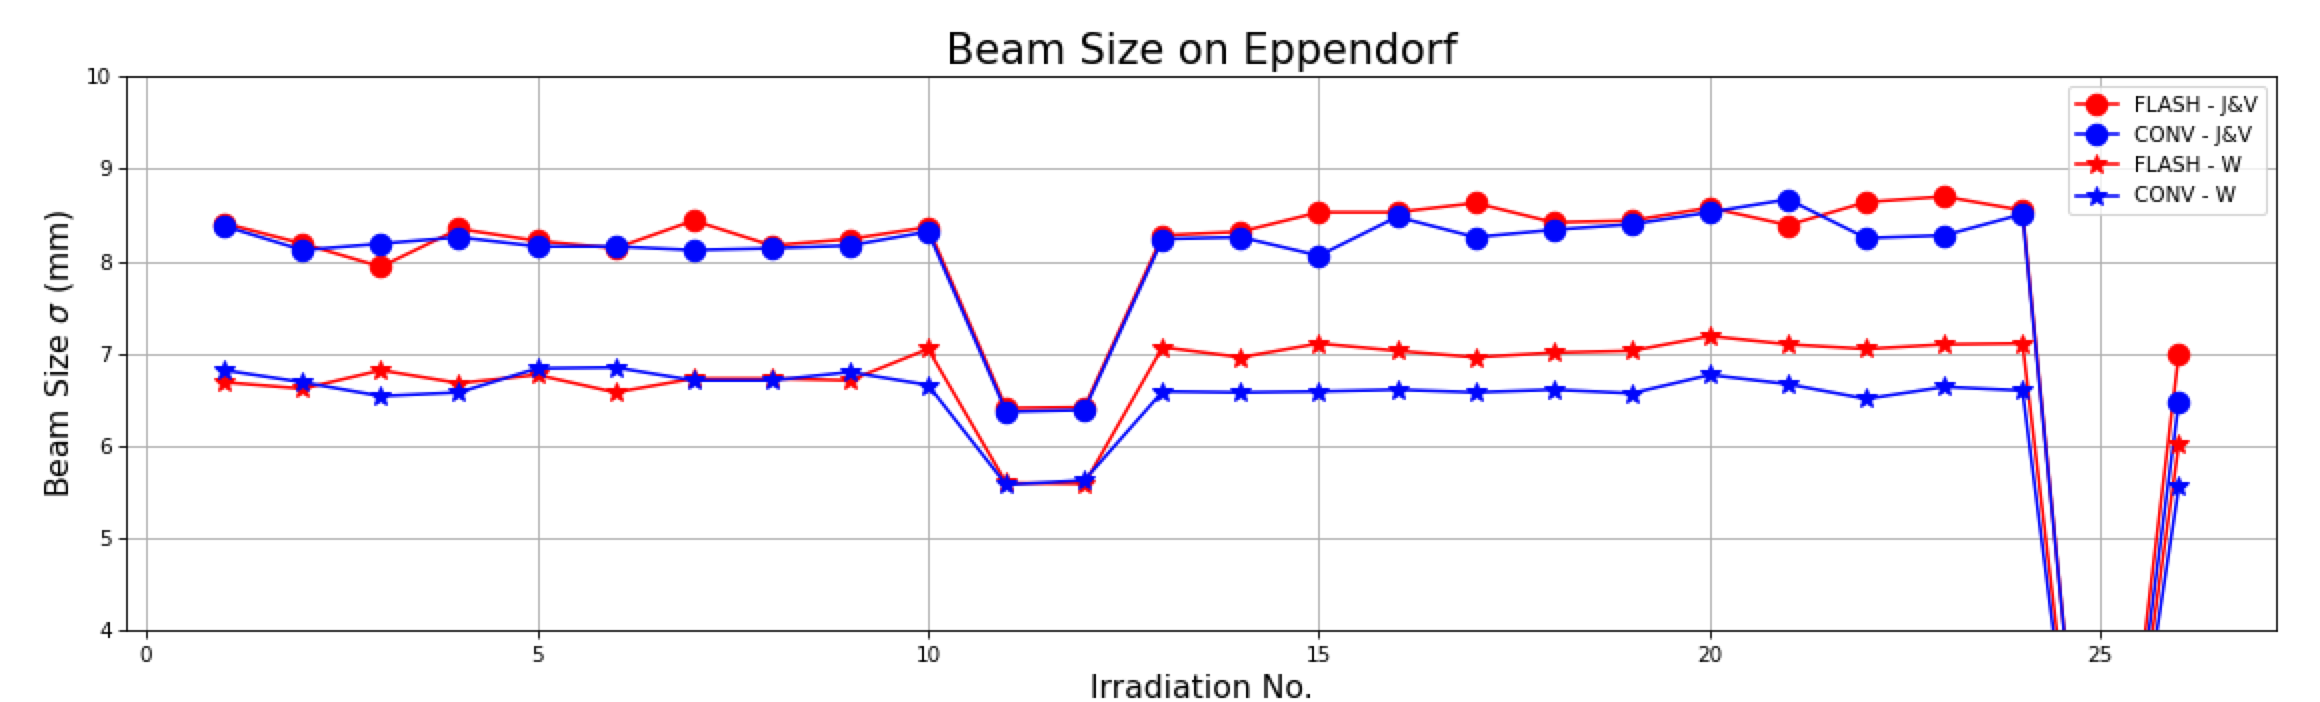 Beam Size on Eppendorf
10
9
8
7
6
5
4
Beam Size σ (mm)
FLASH - J&V
CONV - J&V
FLASH - W
CONV - W
0 5 10 15 20 25
Irradiation No.